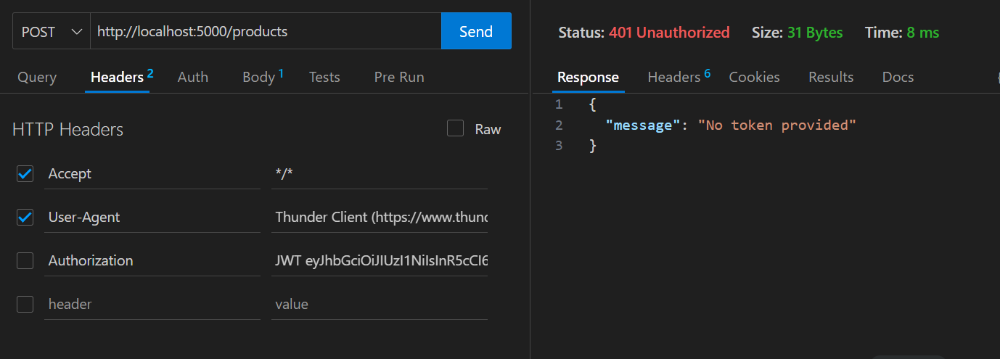 POST http://localhost:5000/products Send
Query Headers 2 Auth Body 1 Tests Pre Run
HTTP Headers Raw
Accept */*
User-Agent Thunder Client (https://www.thund
Authorization JWT eyJhbGciOiJIUzI1NiIsInR5cCI6
header value
Status: 401 Unauthorized Size: 31 Bytes Time: 8 ms
Response Headers 6 Cookies Results Docs
1 {
2 "message": "No token provided"
3 }